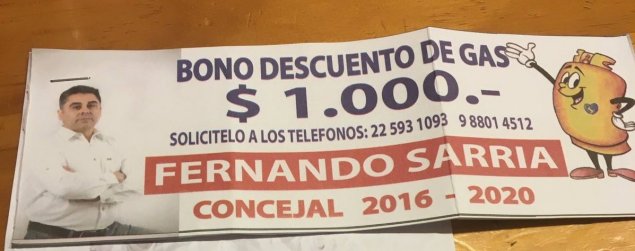 BONO DESCUENTO DE GAS
$ 1.000.-
SOLICITELO A LOS TELEFONOS: 22 593 1093 9 8801 4512
FERNANDO SARRIA
CONCEJAL 2016 - 2020